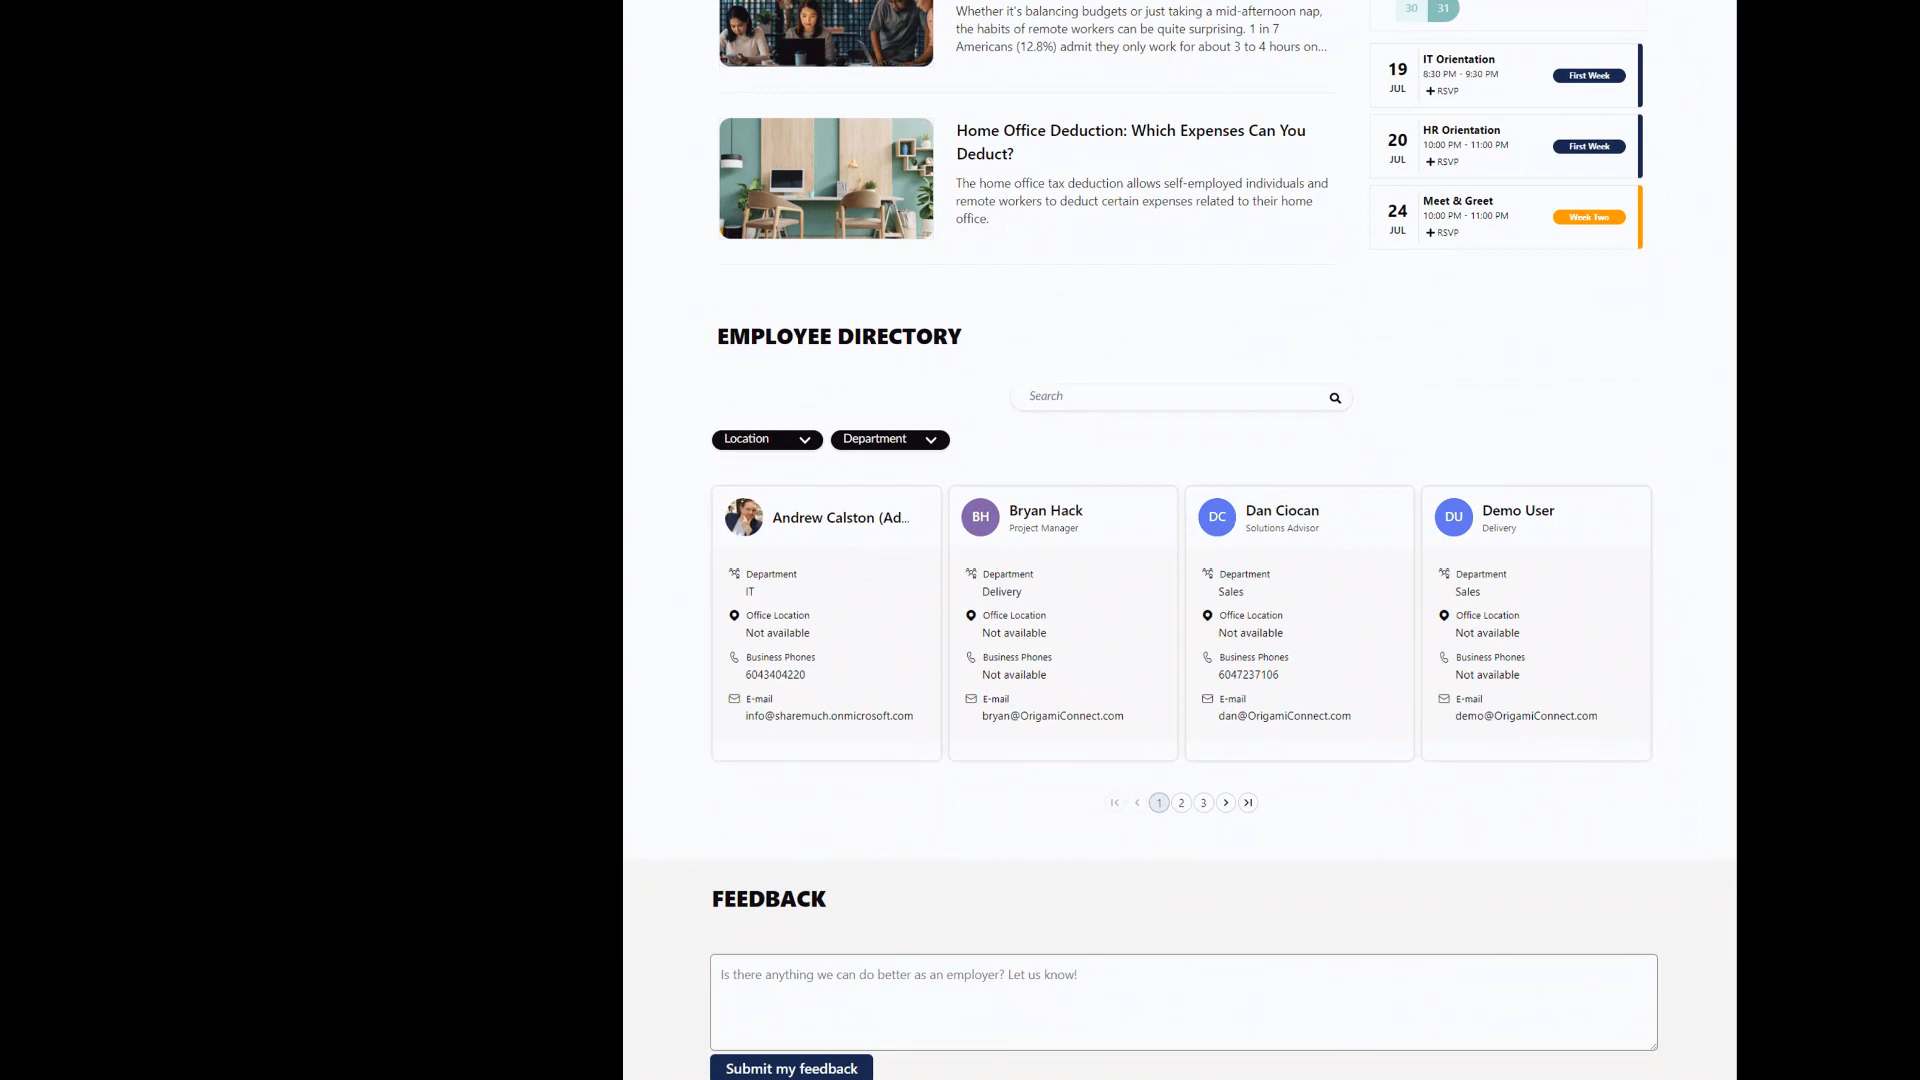 Whether it's balancing budgets or just taking a mid-afternoon nap,
the habits of remote workers can be quite surprising. 1 in 7
Americans (12.8%) admit they only work for about 3 to 4 hours on...
Home Office Deduction: Which Expenses Can You
Deduct?
The home office tax deduction allows self-employed individuals and
remote workers to deduct certain expenses related to their home
office.
30 31
19 JUL
IT Orientation
8:30 PM - 9:30 PM
RSVP
First Week
20 JUL
HR Orientation
10:00 PM - 11:00 PM
RSVP
First Week
24 JUL
Meet & Greet
10:00 PM - 11:00 PM
RSVP
Week Two
EMPLOYEE DIRECTORY
Search
Location
Department
Andrew Calston (Ad...
Department
IT
Office Location
Not available
Business Phones
6043404220
E-mail
info@sharemuch.onmicrosoft.com
BH
Bryan Hack
Project Manager
Department
Delivery
Office Location
Not available
Business Phones
Not available
E-mail
bryan@OrigamiConnect.com
DC
Dan Ciocan
Solutions Advisor
Department
Sales
Office Location
Not available
Business Phones
6047237106
E-mail
dan@OrigamiConnect.com
DU
Demo User
Delivery
Department
Sales
Office Location
Not available
Business Phones
Not available
E-mail
demo@OrigamiConnect.com
1 2 3
FEEDBACK
Is there anything we can do better as an employer? Let us know!
Submit my feedback